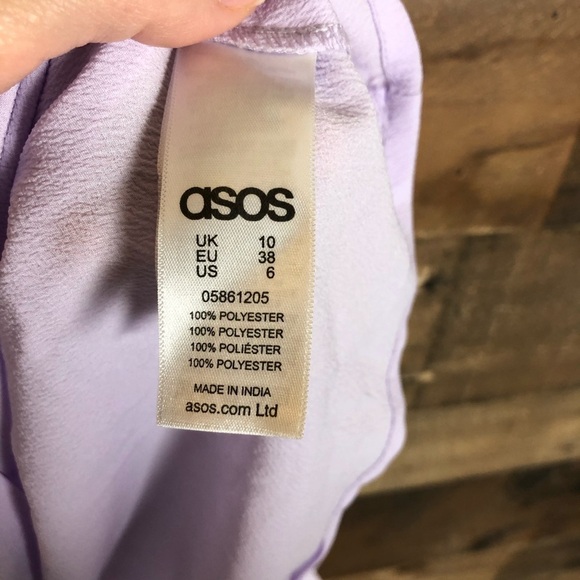 asos
UK 10
EU 38
US 6
05861205
100% POLYESTER
100% POLYESTER
100% POLIÉSTER
100% POLYESTER
MADE IN INDIA
asos.com Ltd